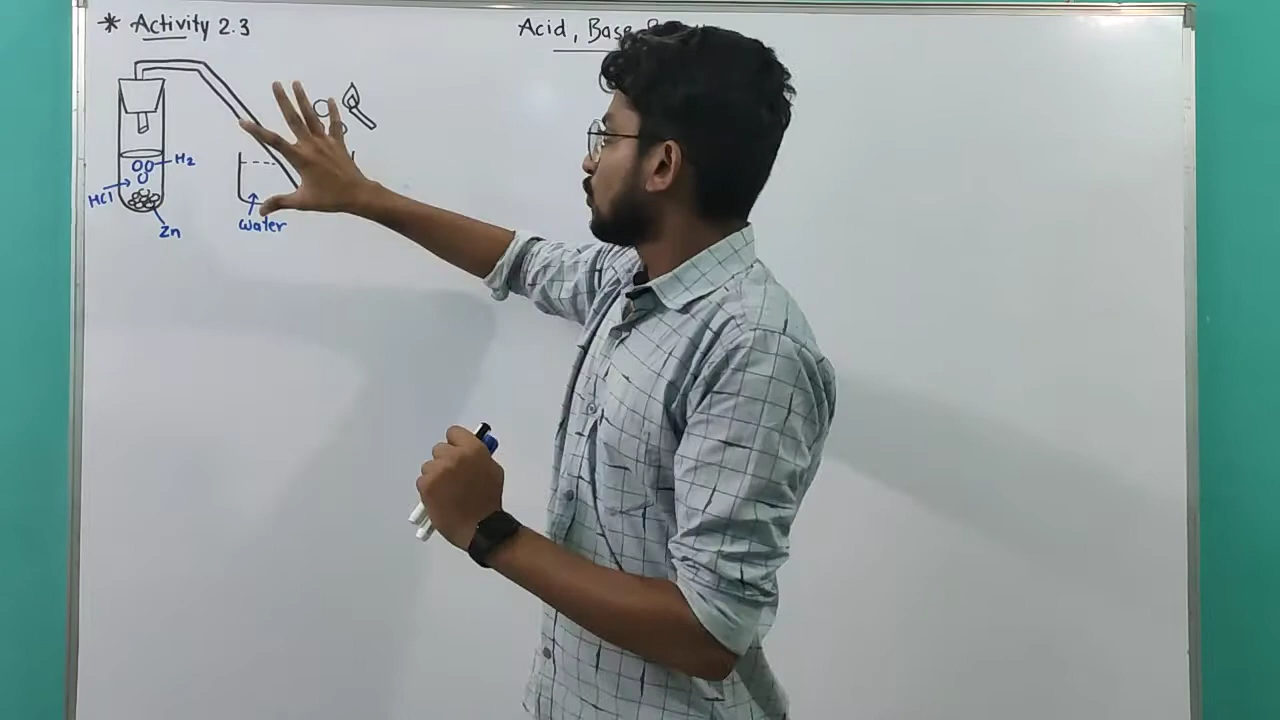 * Activity 2.3
Acid, Base
H2
HCl
Zn
water